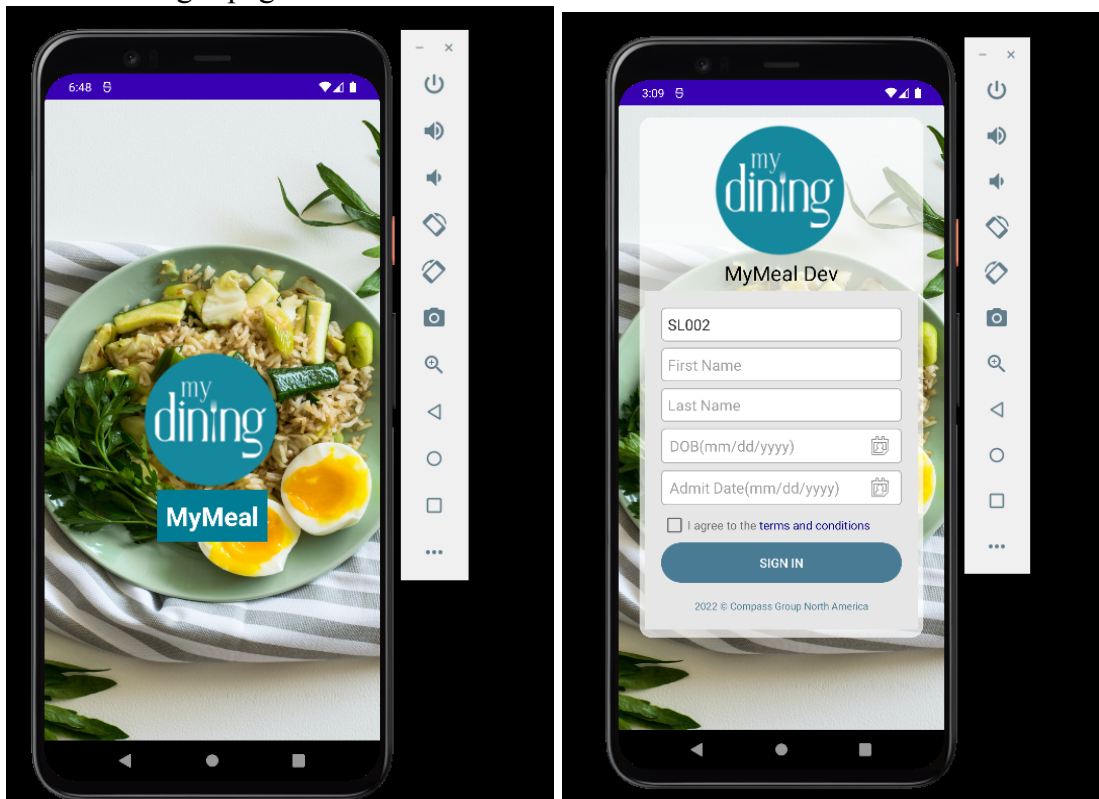 6:48
my
dining
MyMeal
3:09
my
dining
MyMeal Dev
SL002
First Name
Last Name
DOB(mm/dd/yyyy)
Admit Date(mm/dd/yyyy)
I agree to the terms and conditions
SIGN IN
2022 © Compass Group North America